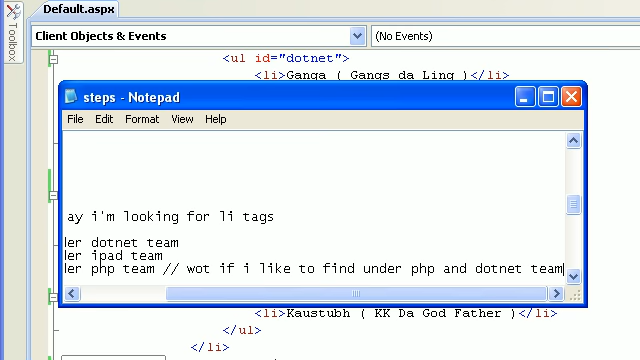 Default.aspx
Toolbox
Client Objects & Events
(No Events)
<ul id="dotnet">
<li>Ganga ( Gangs da Ling )</li>
steps - Notepad
File Edit Format View Help
ay i'm looking for li tags
ler dotnet team
ler ipad team
ler php team // wot if i like to find under php and dotnet team
<li>Kaustubh ( KK Da God Father )</li>
</ul>
</li>